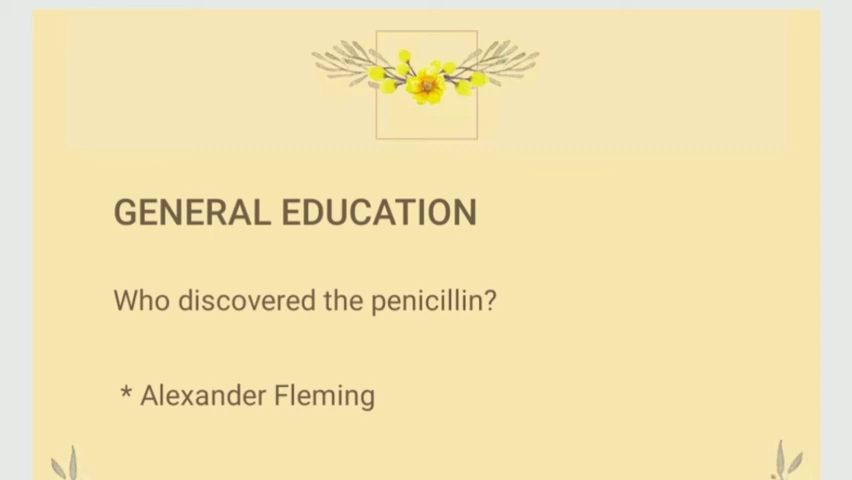 GENERAL EDUCATION
Who discovered the penicillin?
* Alexander Fleming